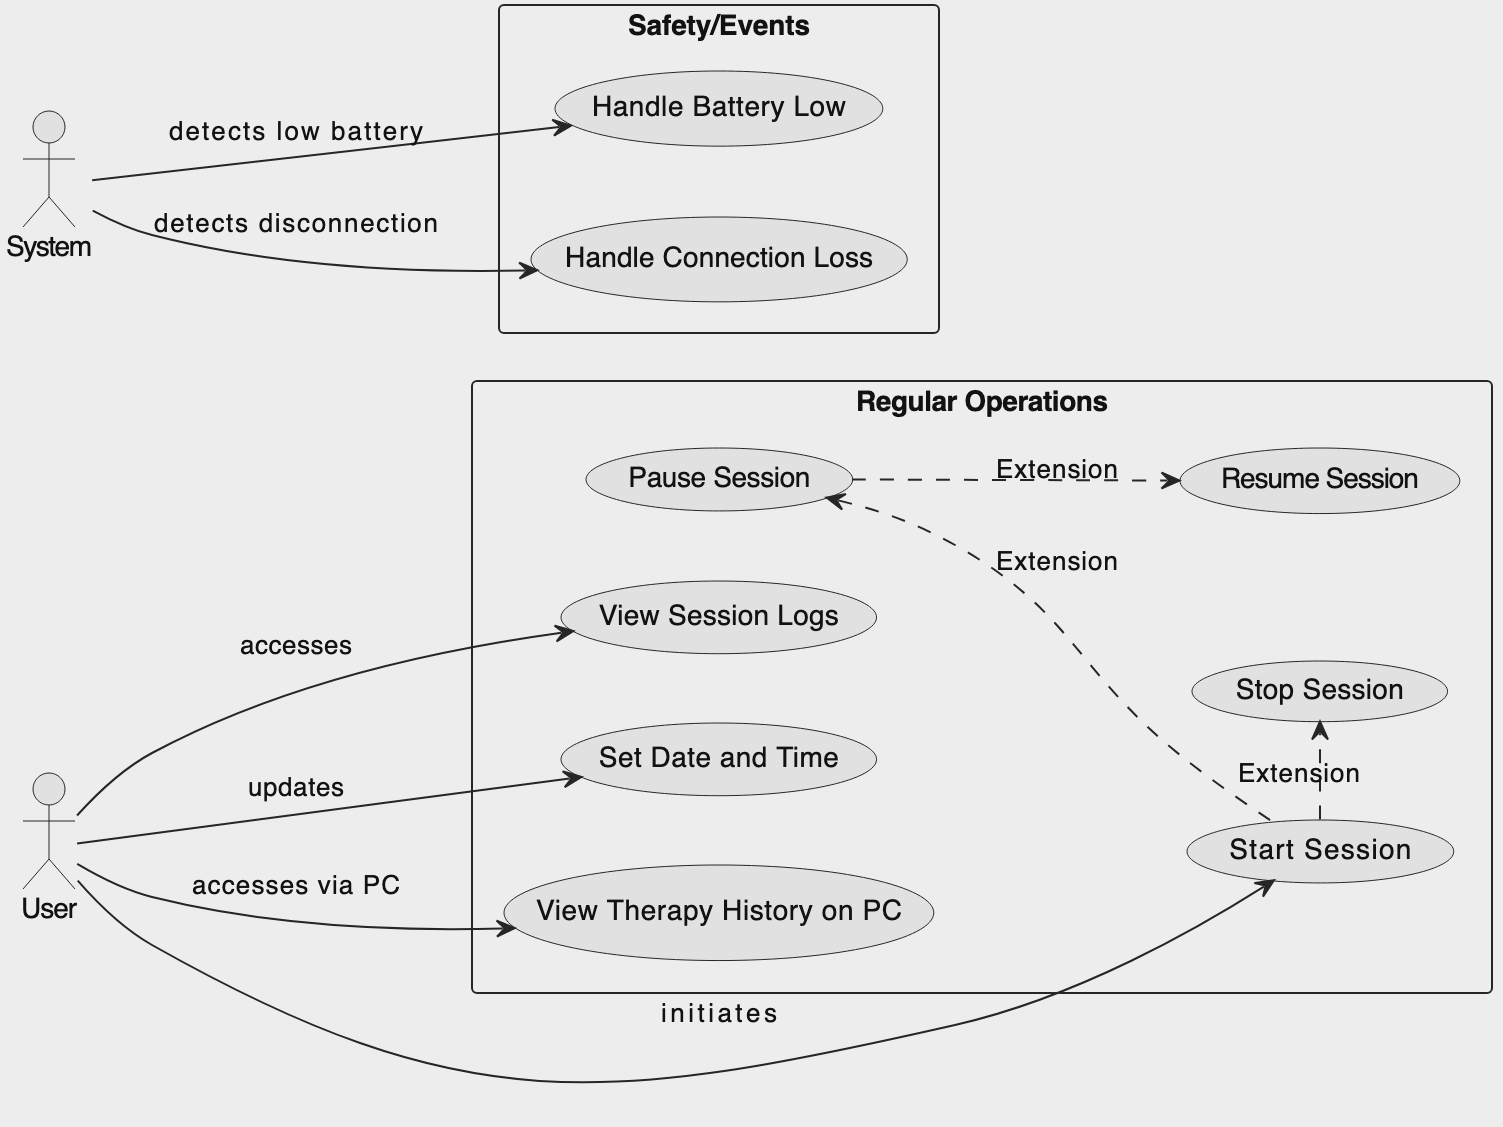 Safety/Events
Handle Battery Low
detects low battery
detects disconnection
System
Handle Connection Loss
Regular Operations
Pause Session
Extension
Resume Session
Extension
View Session Logs
accesses
Stop Session
Set Date and Time
updates
Extension
Start Session
accesses via PC
User
View Therapy History on PC
initiates